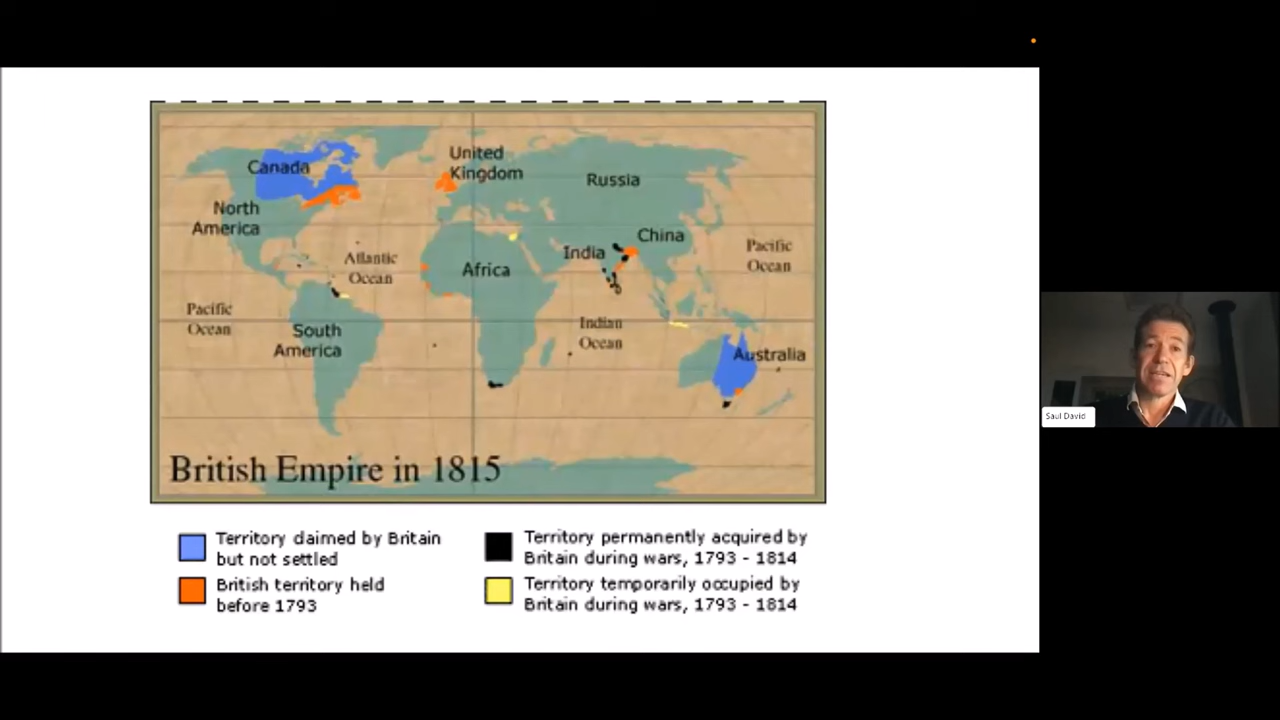 Canada
United
Kingdom
Russia
North
America
China
India
Pacific
Ocean
Atlantic
Ocean
Africa
Pacific
Ocean
South
America
Indian
Ocean
Australia
British Empire in 1815
Territory claimed by Britain
but not settled
British territory held
before 1793
Territory permanently acquired by
Britain during wars, 1793 - 1814
Territory temporarily occupied by
Britain during wars, 1793 - 1814
Saul David